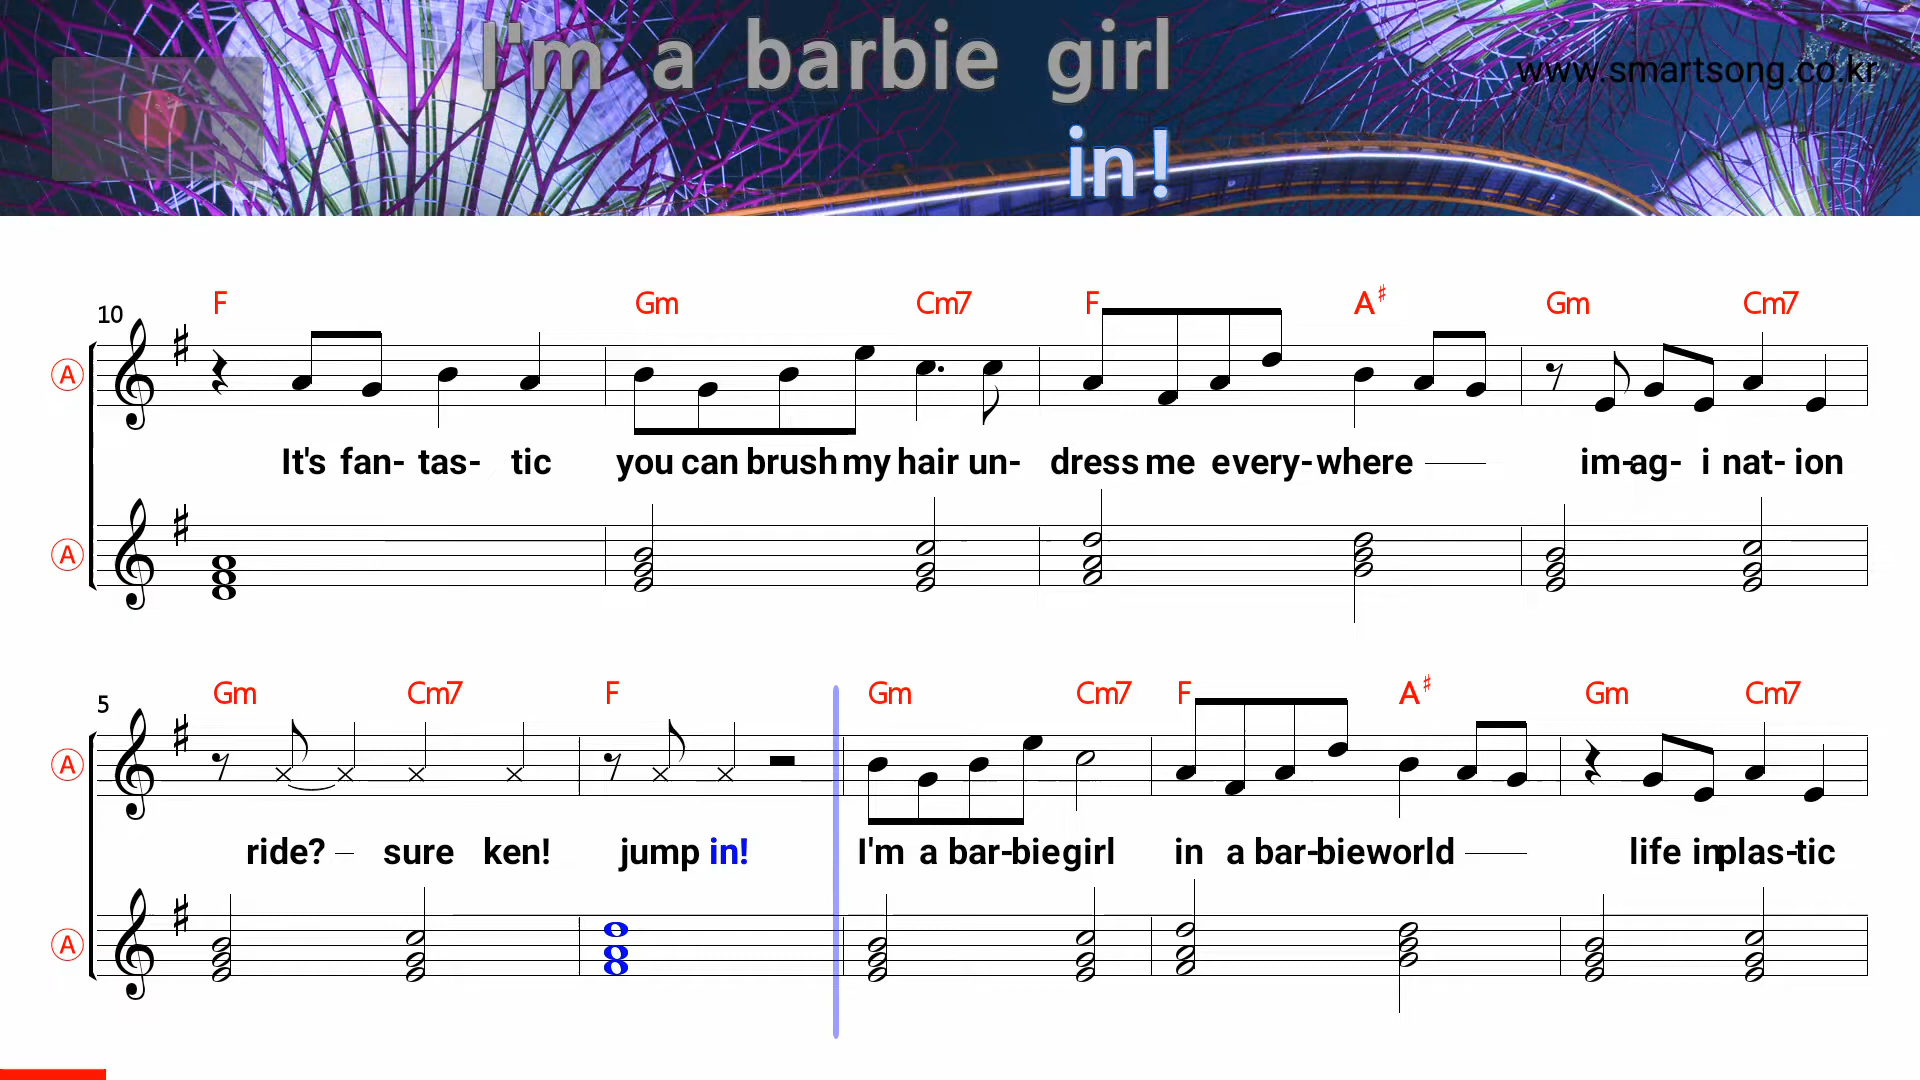 I'm a barbie girl
www.smartsong.co.kr
in!
F Gm Cm7 F A♯ Gm Cm7
10
A
It's fan- tas- tic you can brush my hair un- dress me every-where im-ag- i nat- ion
A
Gm Cm7 F Gm Cm7 F A♯ Gm Cm7
5
A
ride? sure ken! jump in! I'm a bar-bie girl in a bar-bie world life in plas-tic
A